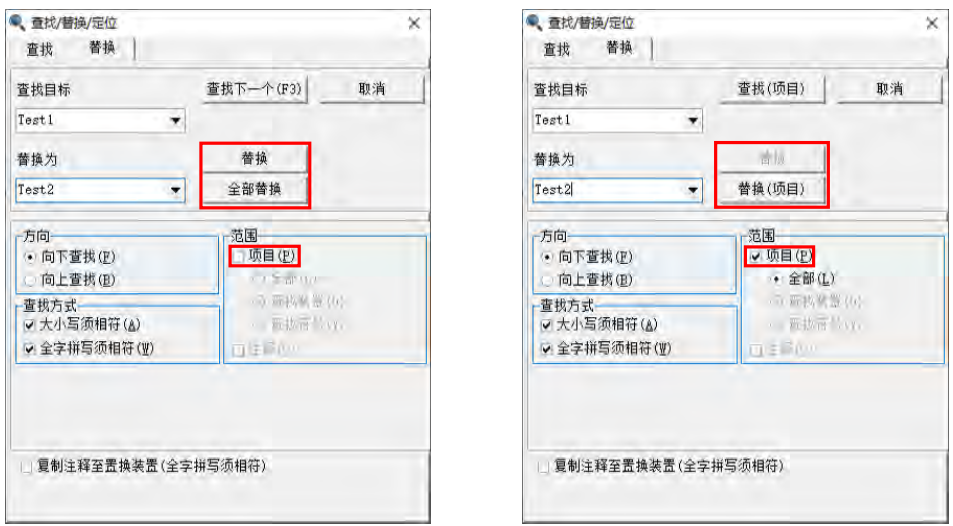 查找/替换/定位
查找 替换
查找目标
查找下一个(F3) 取消
Test1
替换为
替换
Test2
全部替换
方向
向下查找(P)
向上查找(B)
查找方式
大小写须相符(A)
全字拼写须相符(W)
范围
项目(P)
全部
复制注释至置换装置(全字拼写须相符)
查找/替换/定位
查找 替换
查找目标
查找(项目) 取消
Test1
替换为
替换
Test2
替换(项目)
方向
向下查找(P)
向上查找(B)
查找方式
大小写须相符(A)
全字拼写须相符(W)
范围
项目(P)
全部(L)
复制注释至置换装置(全字拼写须相符)